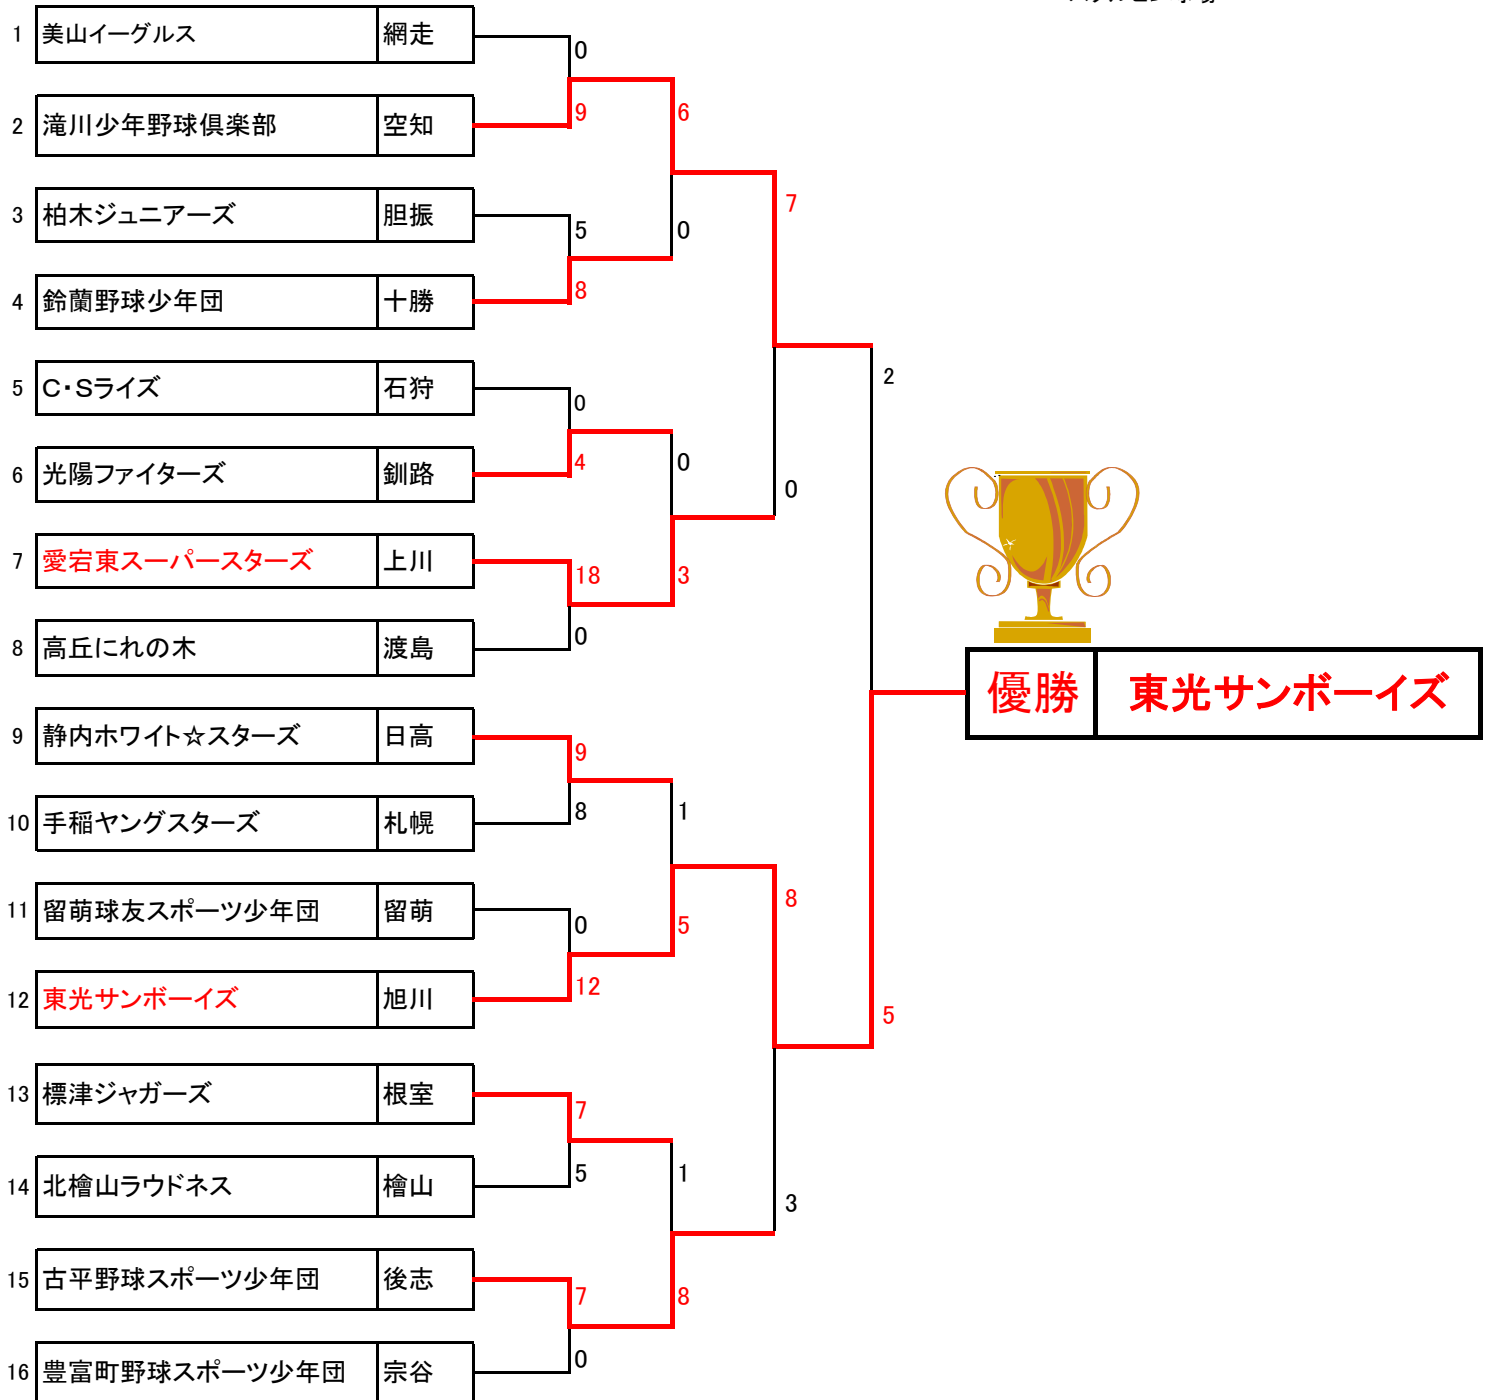 1 美山イーグルス 網走
0
9
6
2 滝川少年野球倶楽部 空知
7
3 柏木ジュニアーズ 胆振
5
0
8
4 鈴蘭野球少年団 十勝
2
5 C・Sライズ 石狩
0
4
0
6 光陽ファイターズ 釧路
0
7 愛宕東スーパースターズ 上川
18
3
0
8 高丘にれの木 渡島
優勝 東光サンボーイズ
9 静内ホワイト☆スターズ 日高
9
8
1
10 手稲ヤングスターズ 札幌
8
11 留萌球友スポーツ少年団 留萌
0
5
12
12 東光サンボーイズ 旭川
5
13 標津ジャガーズ 根室
7
5
1
14 北檜山ラウドネス 檜山
3
15 古平野球スポーツ少年団 後志
7
8
0
16 豊富町野球スポーツ少年団 宗谷